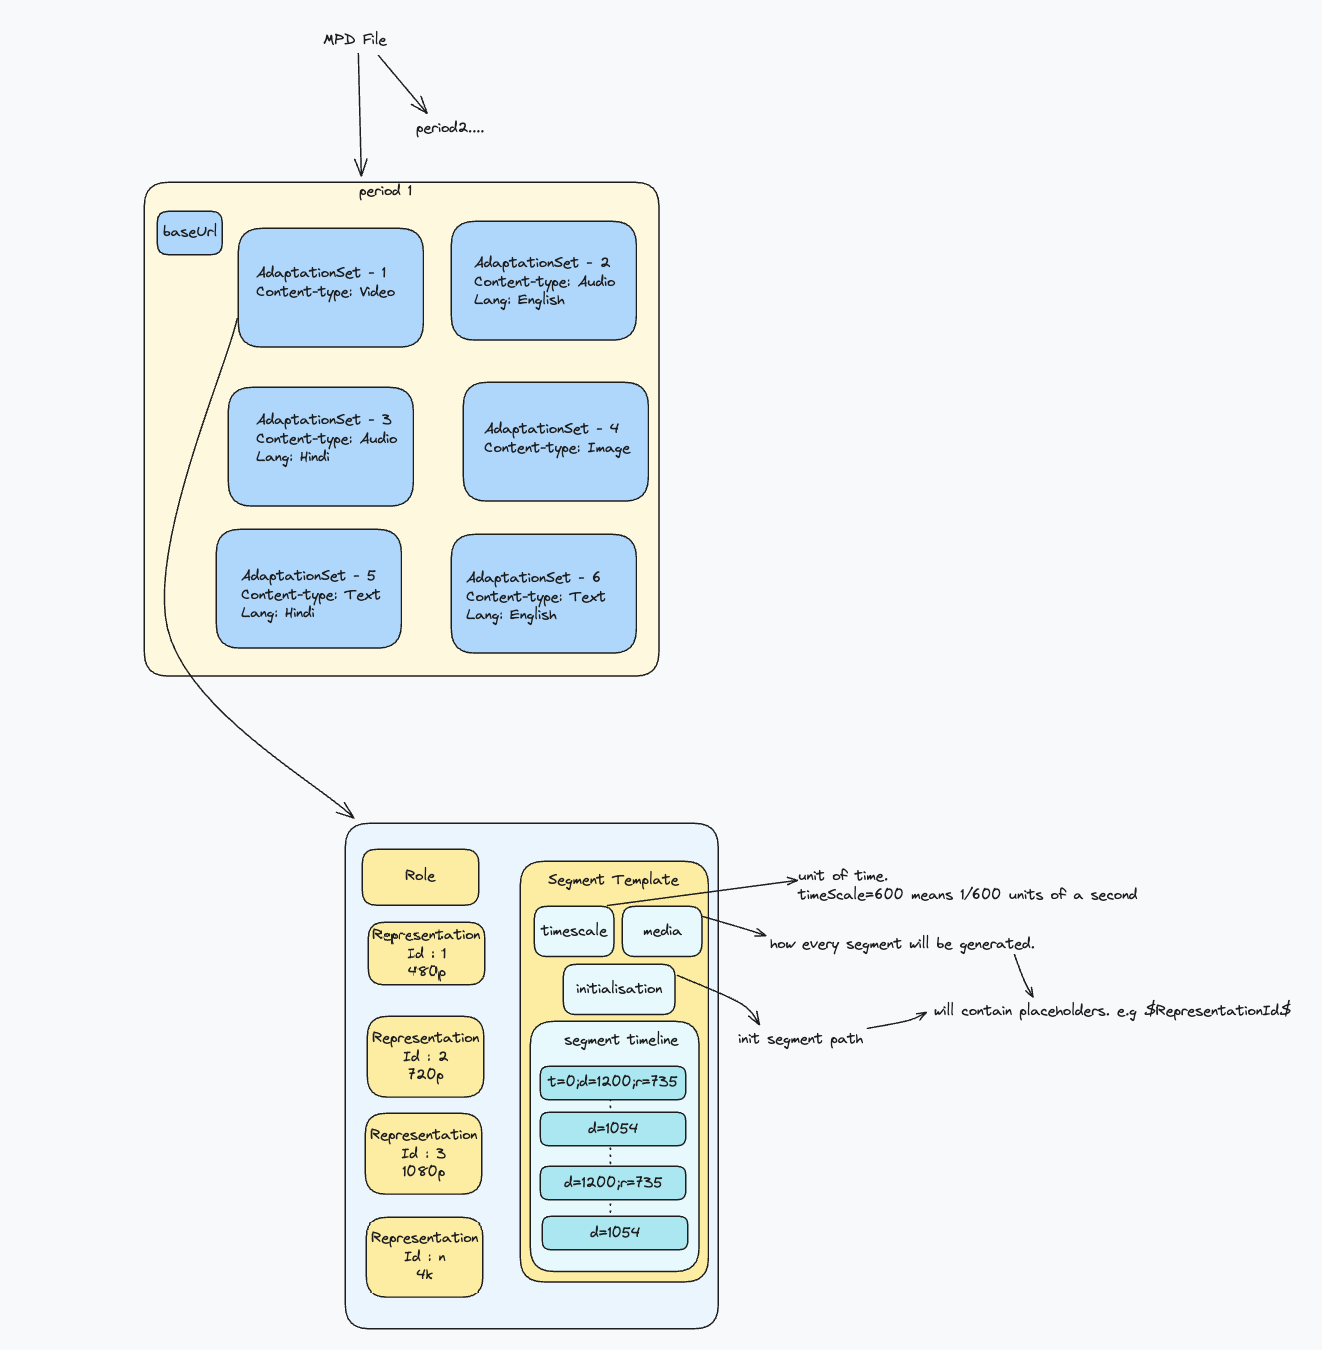 MPD File
period2....
period 1
baseUrl
AdaptationSet - 1
Content-type: Video
AdaptationSet - 2
Content-type: Audio
Lang: English
AdaptationSet - 3
Content-type: Audio
Lang: Hindi
AdaptationSet - 4
Content-type: Image
AdaptationSet - 5
Content-type: Text
Lang: Hindi
AdaptationSet - 6
Content-type: Text
Lang: English
Role
Representation
Id : 1
480p
Representation
Id : 2
720p
Representation
Id : 3
1080p
Representation
Id : n
4k
Segment Template
timescale
media
initialisation
segment timeline
t=0;d=1200;r=735
d=1054
d=1200;r=735
d=1054
unit of time.
timeScale=600 means 1/600 units of a second
how every segment will be generated.
will contain placeholders. e.g $RepresentationId$
init segment path